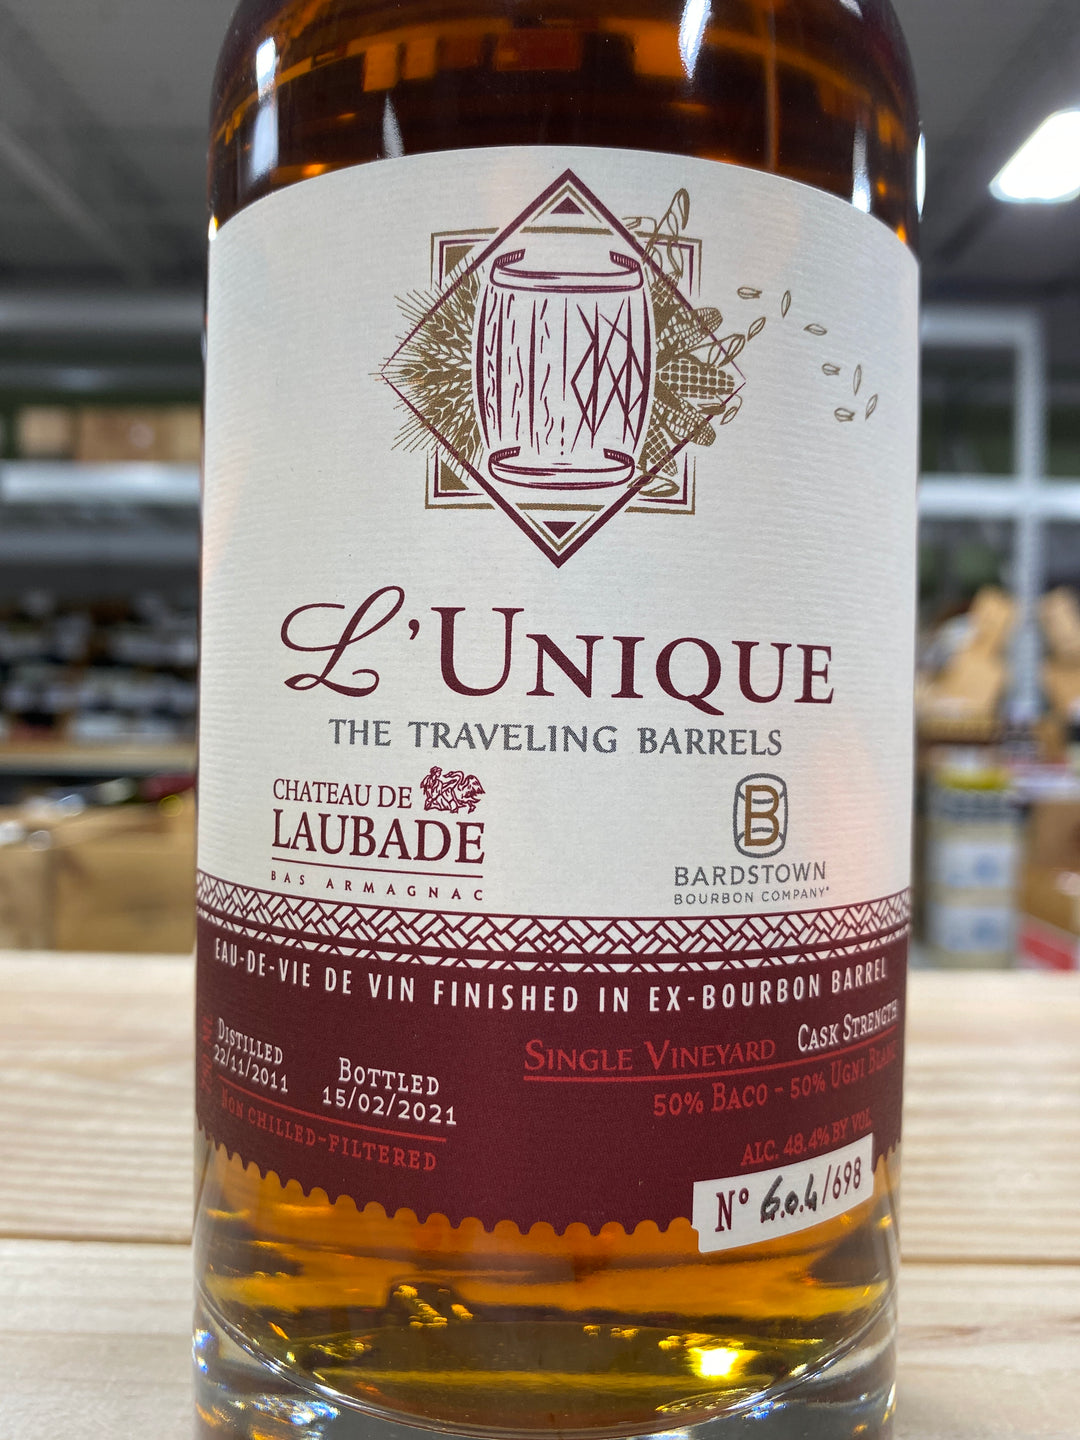 L'UNIQUE
THE TRAVELING BARRELS
CHATEAU DE
LAUBADE
BAS ARMAGNAC
B
BARDSTOWN
BOURBON COMPANY
EAU-DE-VIE DE VIN FINISHED IN EX-BOURBON BARREL
DISTILLED
22/11/2011
BOTTLED
15/02/2021
NON CHILLED-FILTERED
SINGLE VINEYARD CASK STRENGTH
50% BACO - 50% UGNI BLANC
ALC. 48.4% BY VOL.
N° 604/698